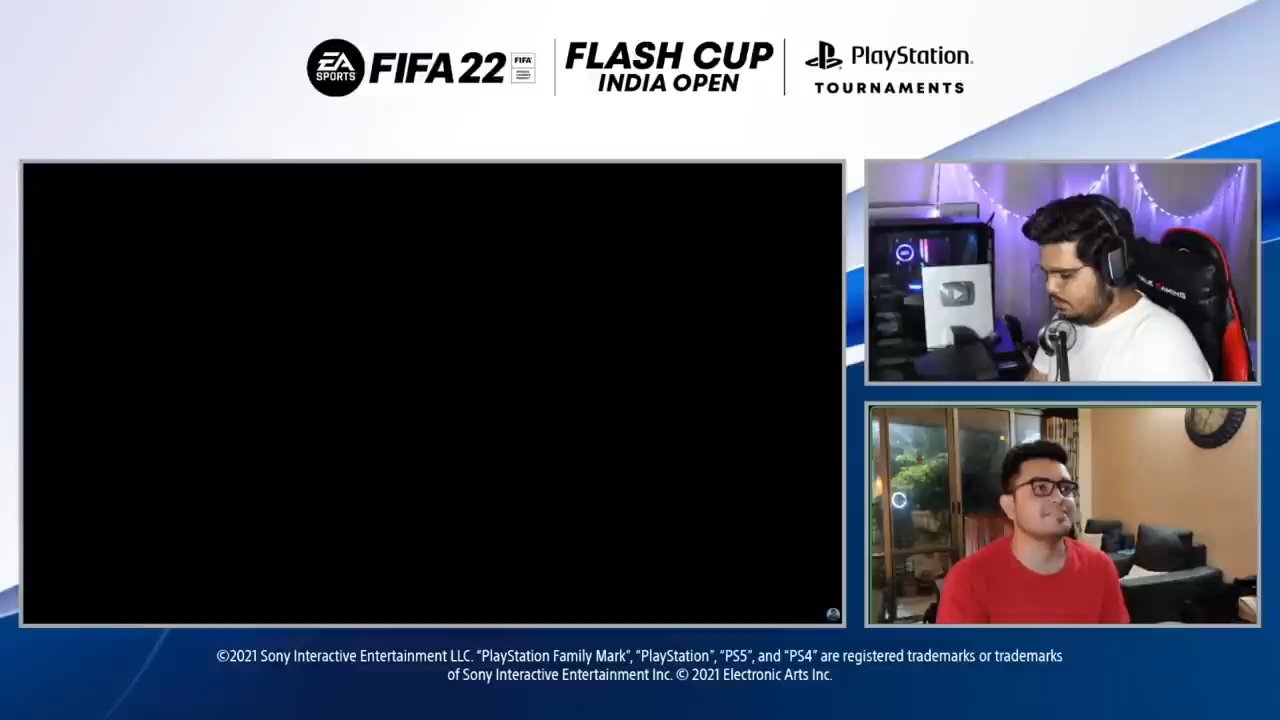 EA
SPORTS
FIFA 22
FIFA
FLASH CUP
INDIA OPEN
PlayStation.
TOURNAMENTS
GAMING
©2021 Sony Interactive Entertainment LLC. “PlayStation Family Mark”, “PlayStation”, “PS5”, and “PS4” are registered trademarks or trademarks
of Sony Interactive Entertainment Inc. © 2021 Electronic Arts Inc.